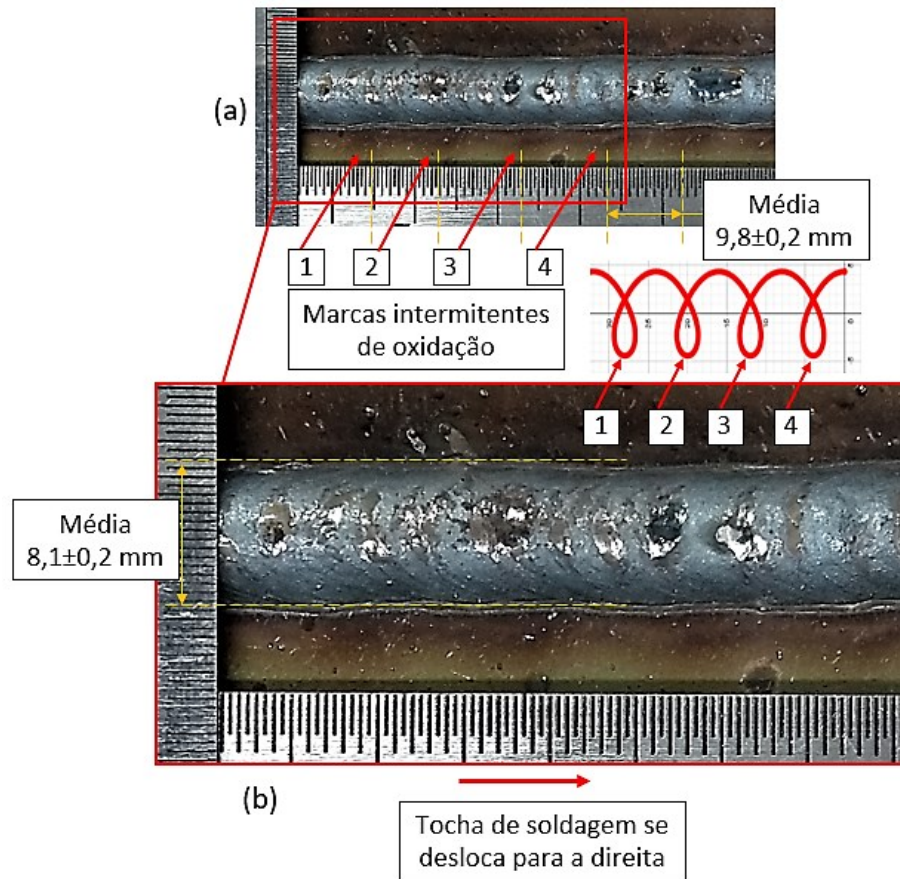 (a)
Média
9,8±0,2 mm
1
2
3
4
Marcas intermitentes
de oxidação
1
2
3
4
Média
8,1±0,2 mm
(b)
Tocha de soldagem se
desloca para a direita